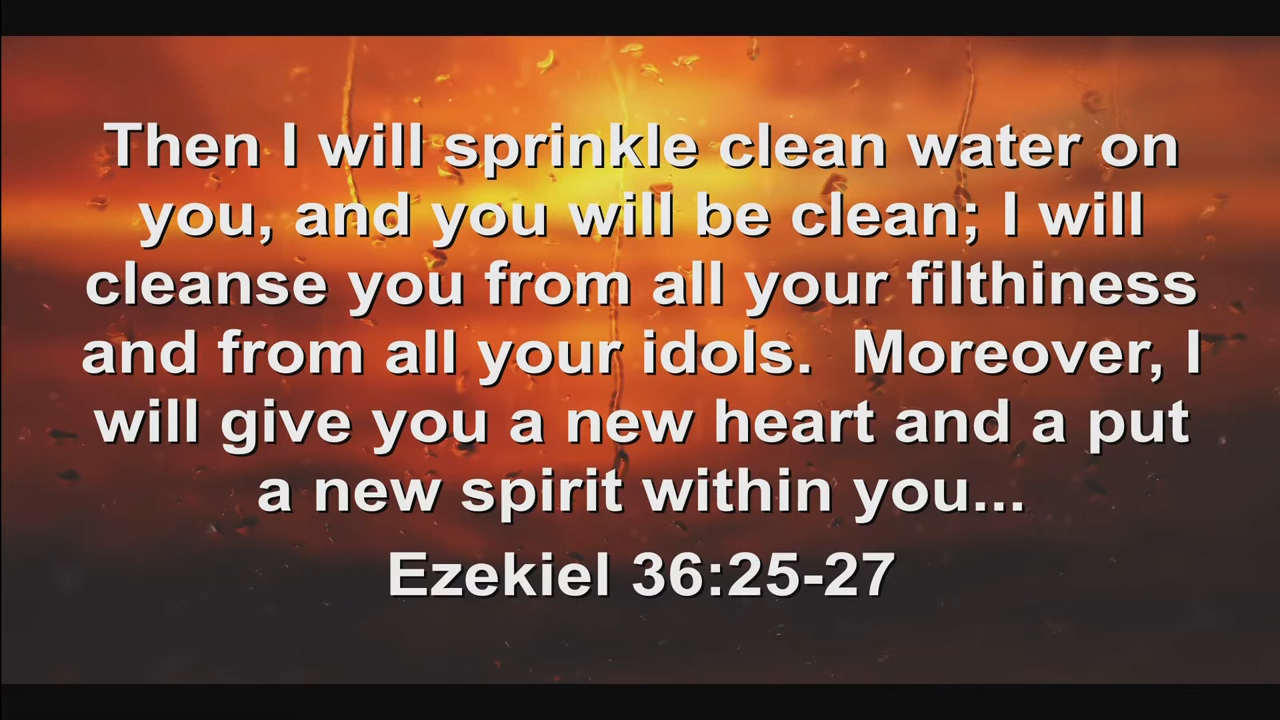 Then I will sprinkle clean water on
you, and you will be clean; I will
cleanse you from all your filthiness
and from all your idols.  Moreover, I
will give you a new heart and a put
a new spirit within you...
Ezekiel 36:25-27